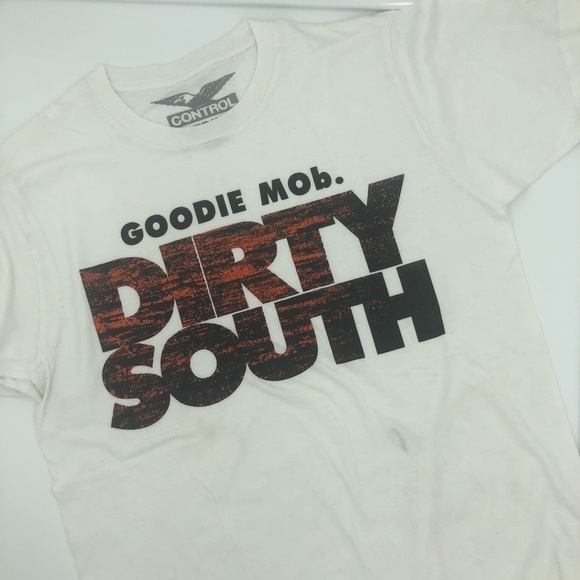 CONTROL
GOODIE MOb.
DIRTY
SOUTH